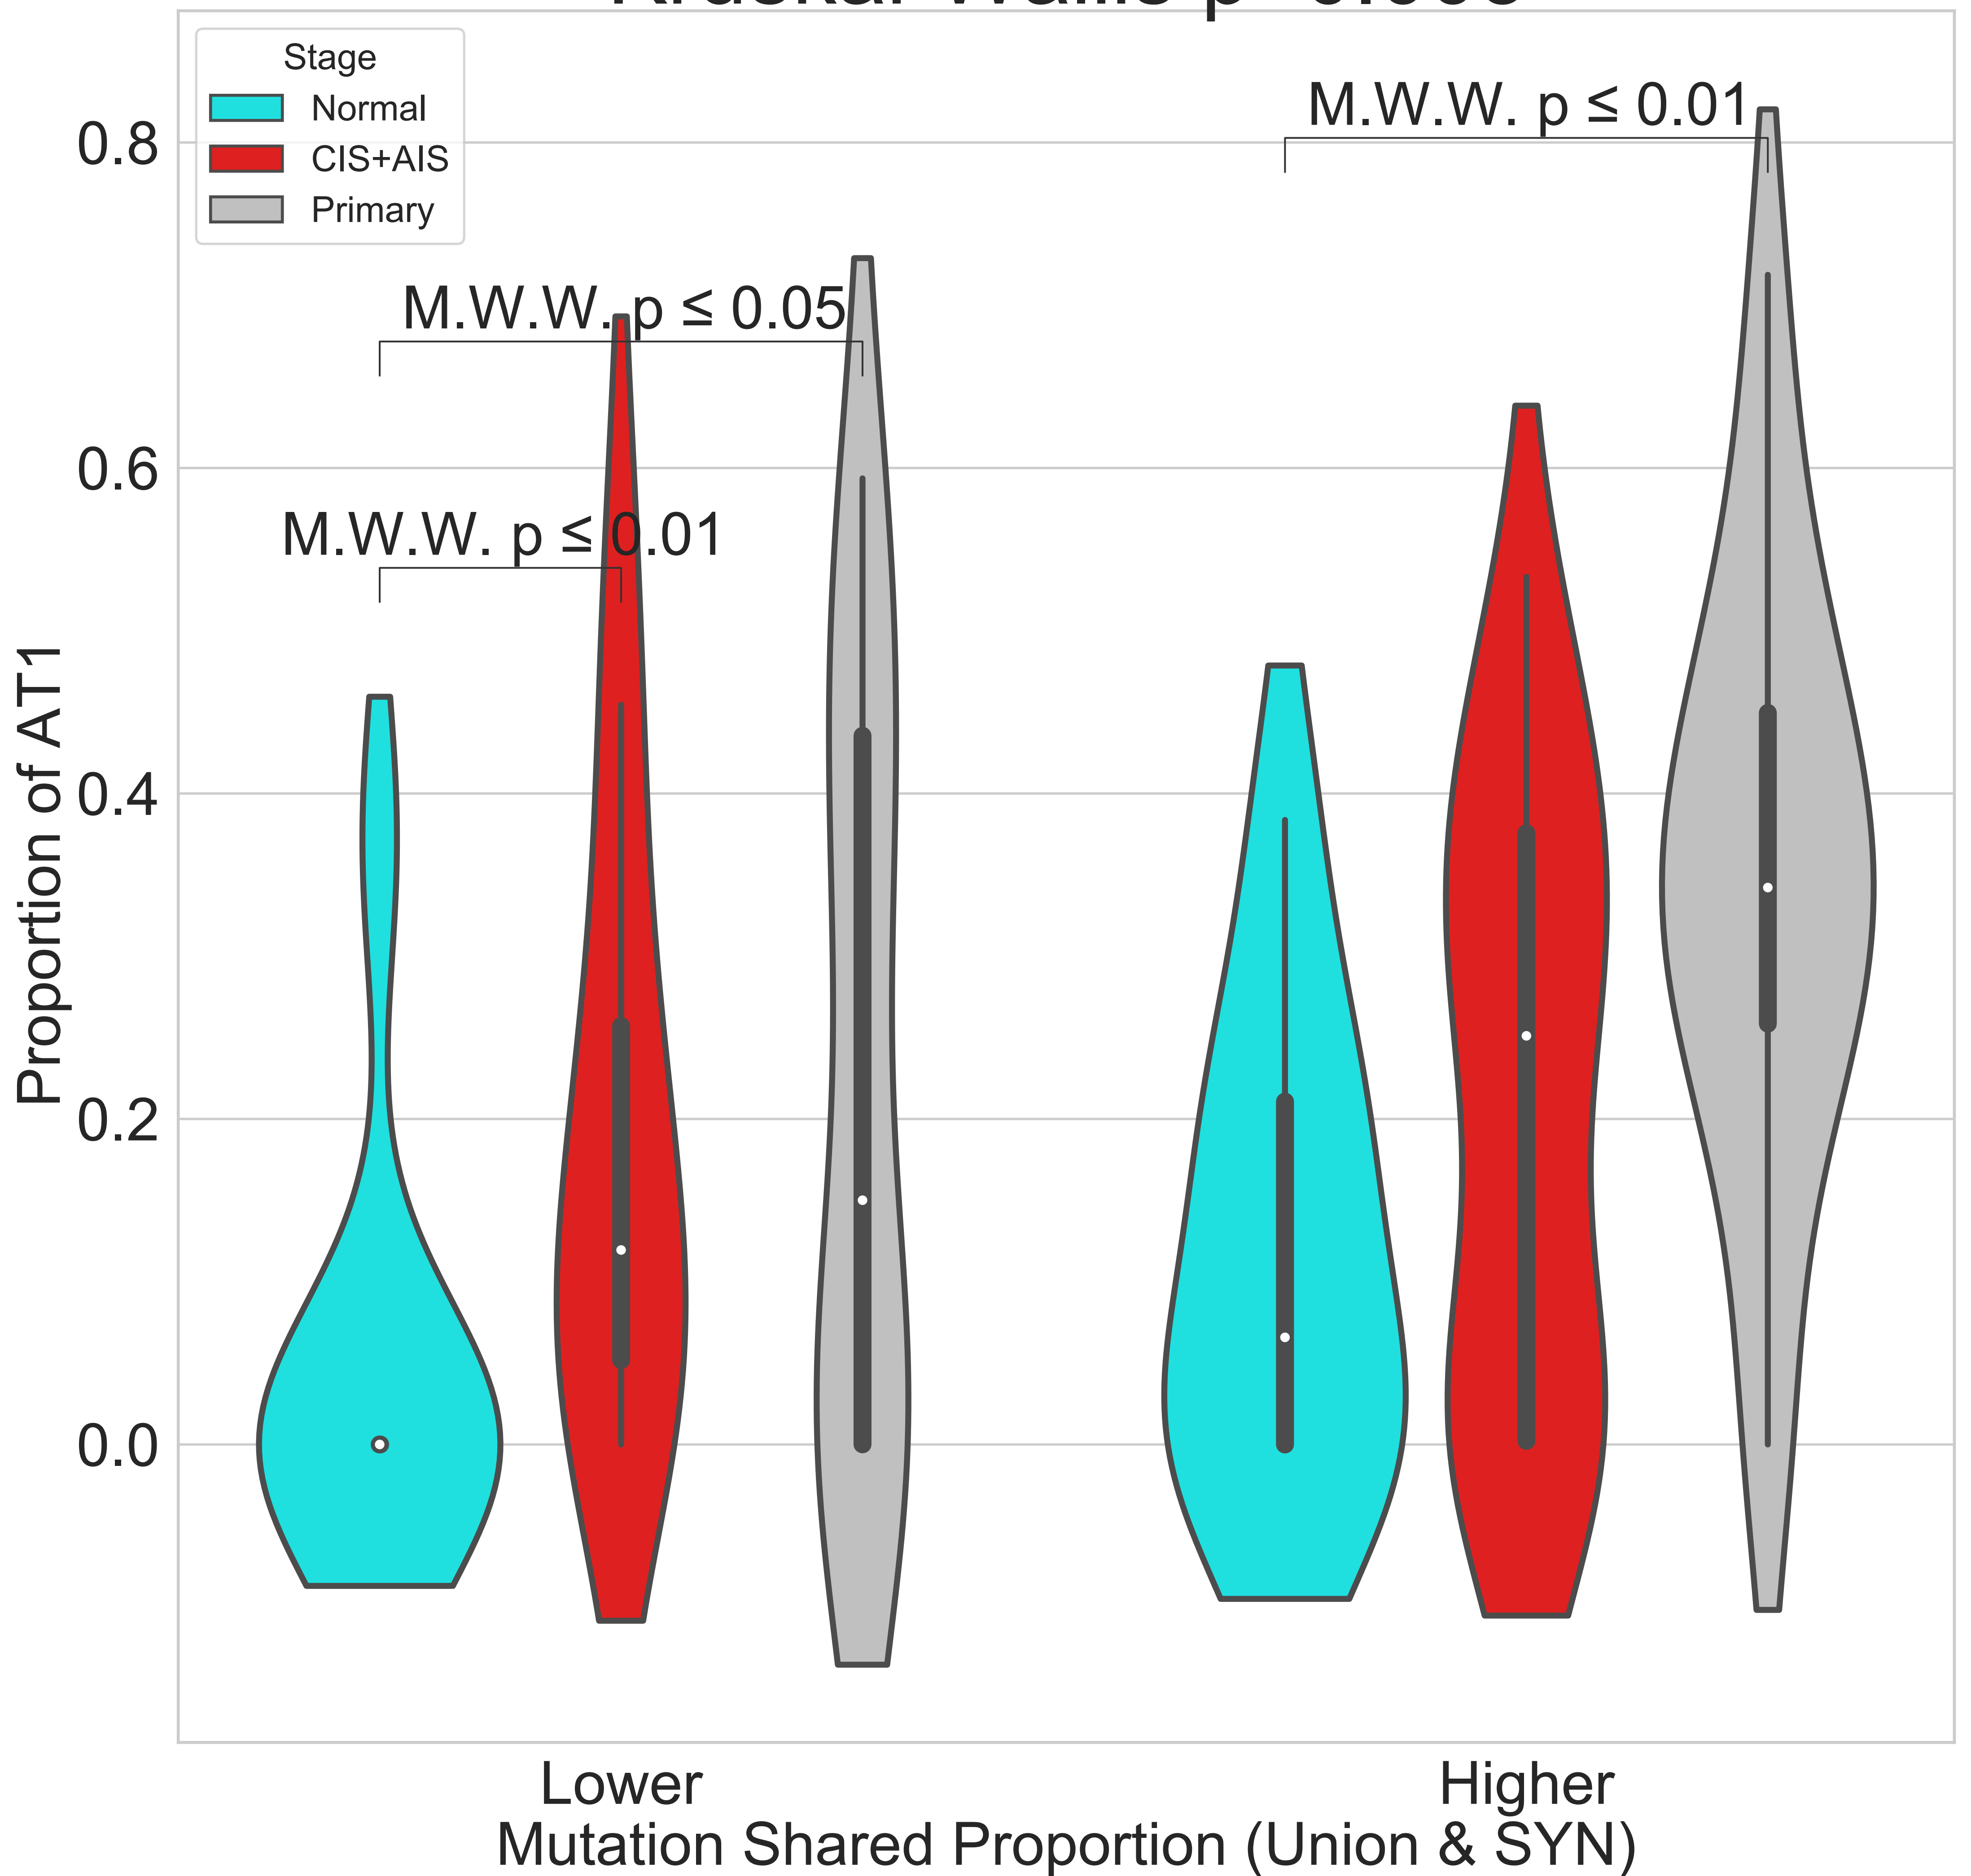 Stage
Normal
CIS+AIS
Primary
M.W.W. p ≤ 0.01
M.W.W. p ≤ 0.05
M.W.W. p ≤ 0.01
0.8
0.6
0.4
0.2
0.0
Proportion of AT1
Lower
Higher
Mutation Shared Proportion (Union & SYN)